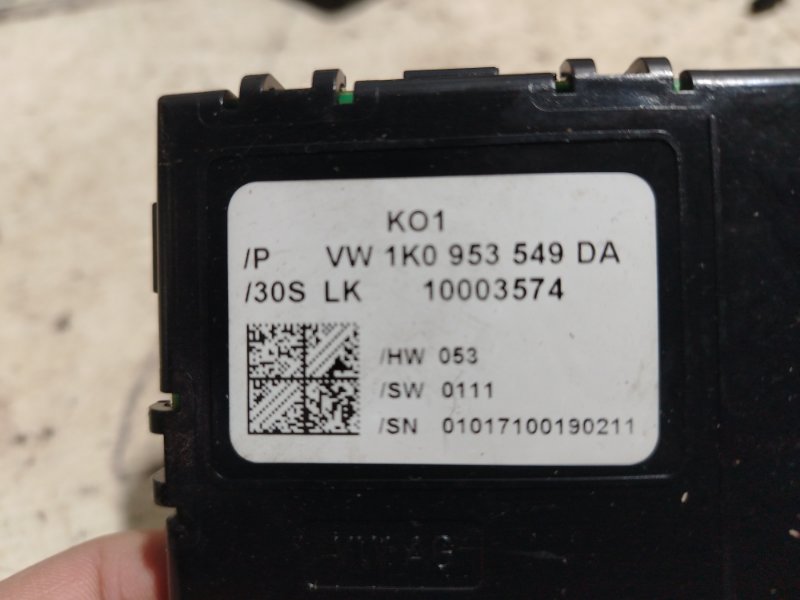 KO1
/P VW 1K0 953 549 DA
/30S LK 10003574
/HW 053
/SW 0111
/SN 01017100190211